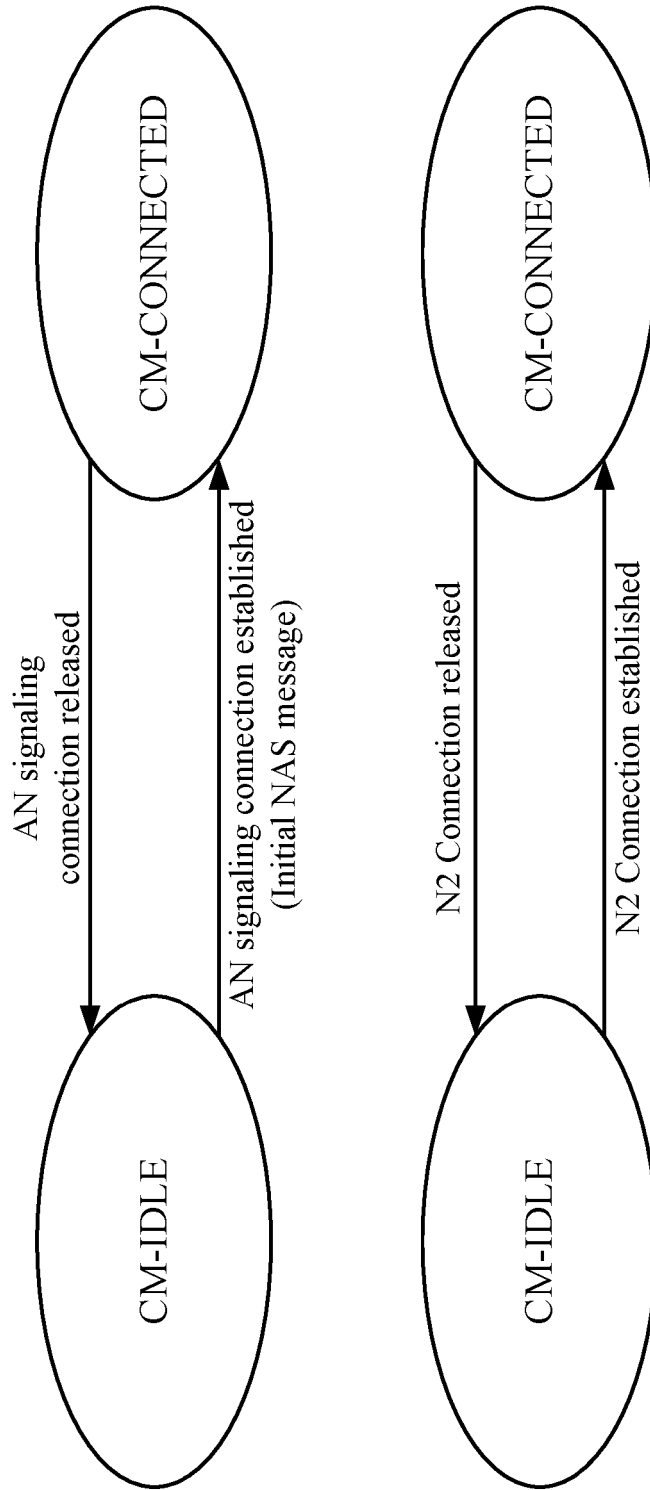 CM-IDLE
AN signaling
connection released
AN signaling connection established
(Initial NAS message)
CM-CONNECTED
CM-IDLE
N2 Connection released
N2 Connection established
CM-CONNECTED